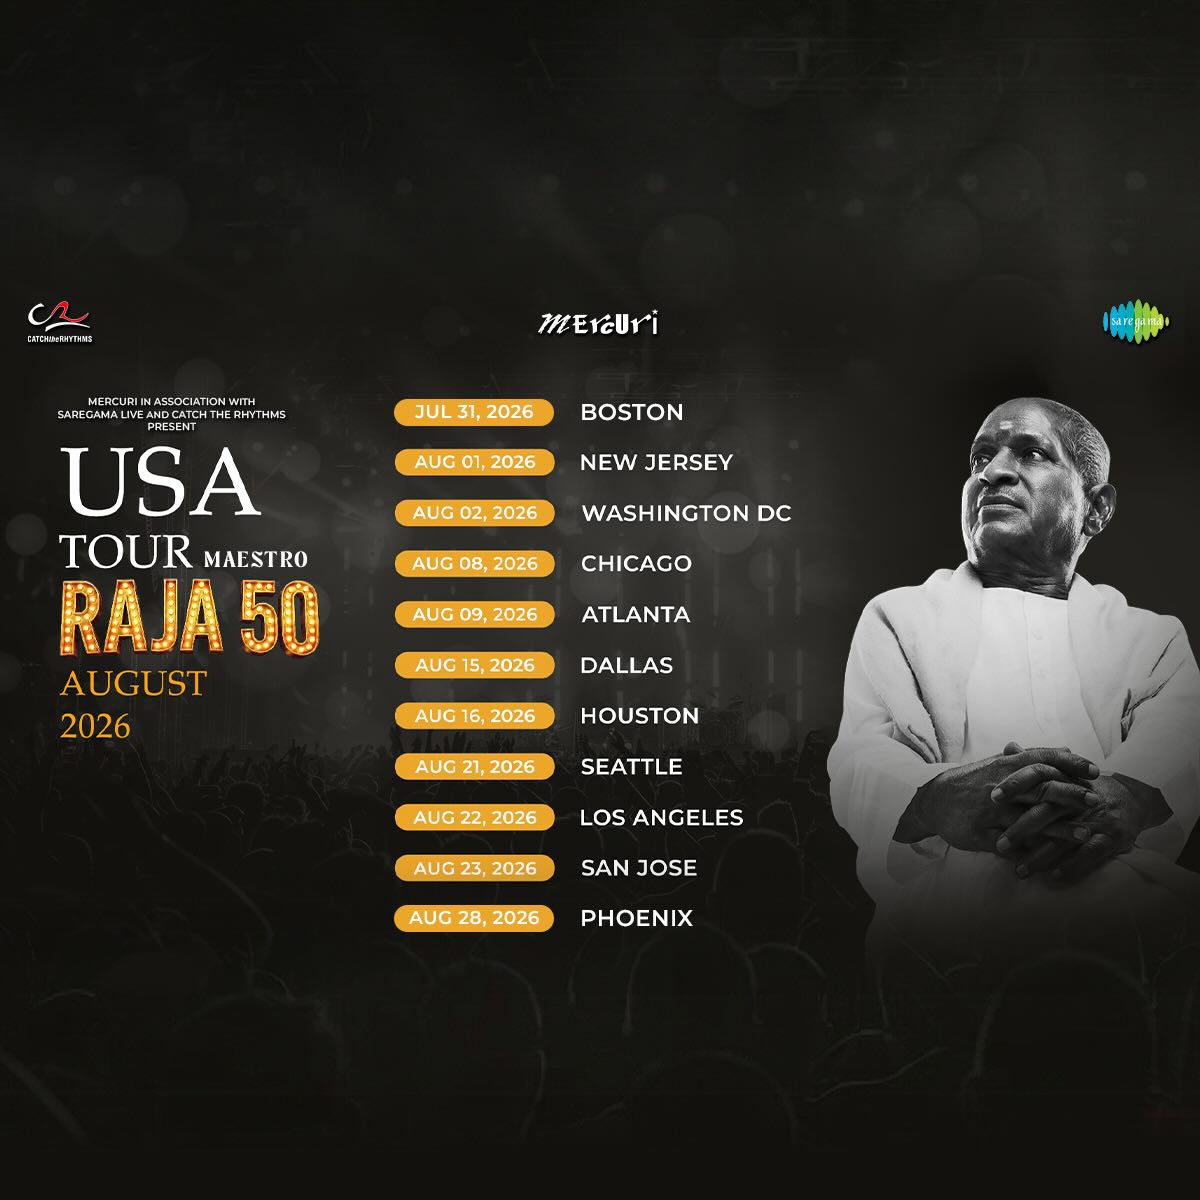 CATCHtheRHYTHMS
mercuri
saregama
MERCURI IN ASSOCIATION WITH
SAREGAMA LIVE AND CATCH THE RHYTHMS
PRESENT
USA
TOUR MAESTRO
RAJA 50
AUGUST
2026
JUL 31, 2026 BOSTON
AUG 01, 2026 NEW JERSEY
AUG 02, 2026 WASHINGTON DC
AUG 08, 2026 CHICAGO
AUG 09, 2026 ATLANTA
AUG 15, 2026 DALLAS
AUG 16, 2026 HOUSTON
AUG 21, 2026 SEATTLE
AUG 22, 2026 LOS ANGELES
AUG 23, 2026 SAN JOSE
AUG 28, 2026 PHOENIX